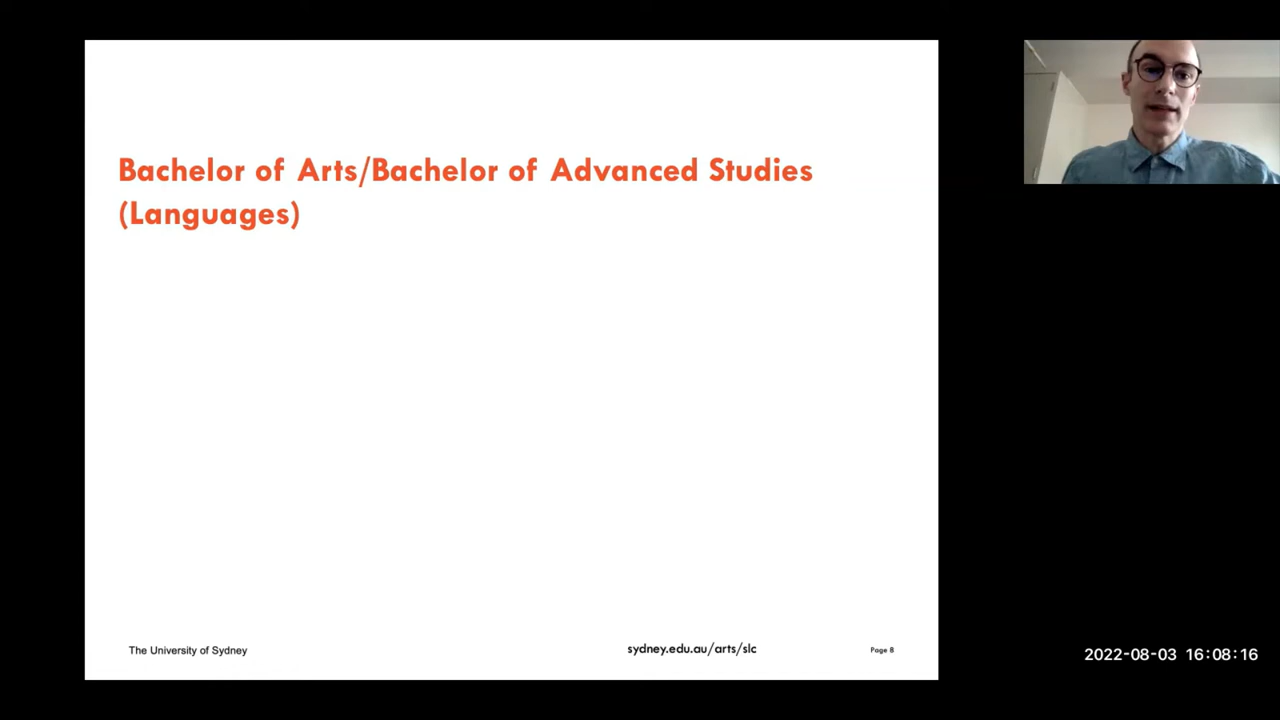 Bachelor of Arts/Bachelor of Advanced Studies
(Languages)
The University of Sydney
sydney.edu.au/arts/slc
Page 8
2022-08-03 16:08:16